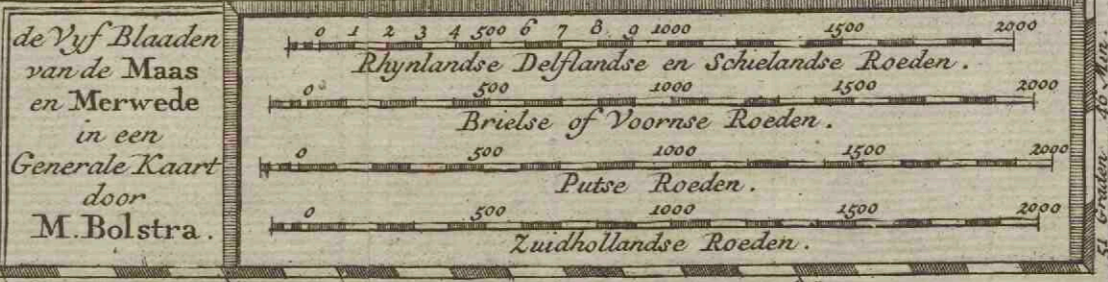 de Vyf Blaaden
van de Maas
en Merwede
in een
Generale Kaart
door
M. Bolstra.
0 1 2 3 4 500 6 7 8 9 1000 1500 2000
Rhynlandse Delflandse en Schielandse Roeden.
0 500 1000 1500 2000
Brielse of Voornse Roeden.
0 500 1000 1500 2000
Putse Roeden.
0 500 1000 1500 2000
Zuidhollandse Roeden.
51 Graden 40 Min.